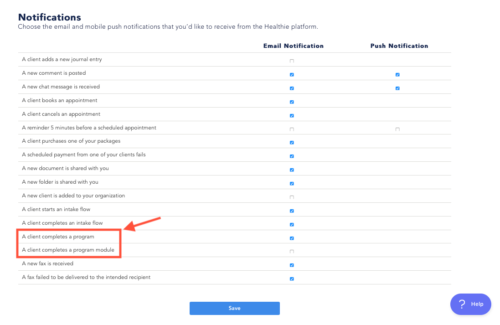 Notifications
Choose the email and mobile push notifications that you'd like to receive from the Healthie platform.
Email Notification Push Notification
A client adds a new journal entry
A new comment is posted
A new chat message is received
A client books an appointment
A client cancels an appointment
A reminder 5 minutes before a scheduled appointment
A client purchases one of your packages
A scheduled payment from one of your clients fails
A new document is shared with you
A new folder is shared with you
A new client is added to your organization
A client starts an intake flow
A client completes an intake flow
A client completes a program
A client completes a program module
A new fax is received
A fax failed to be delivered to the intended recipient
Save
? Help